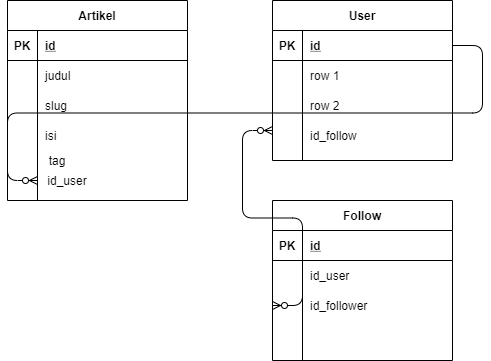 Artikel
PK id
judul
slug
isi
tag
id_user
User
PK id
row 1
row 2
id_follow
Follow
PK id
id_user
id_follower